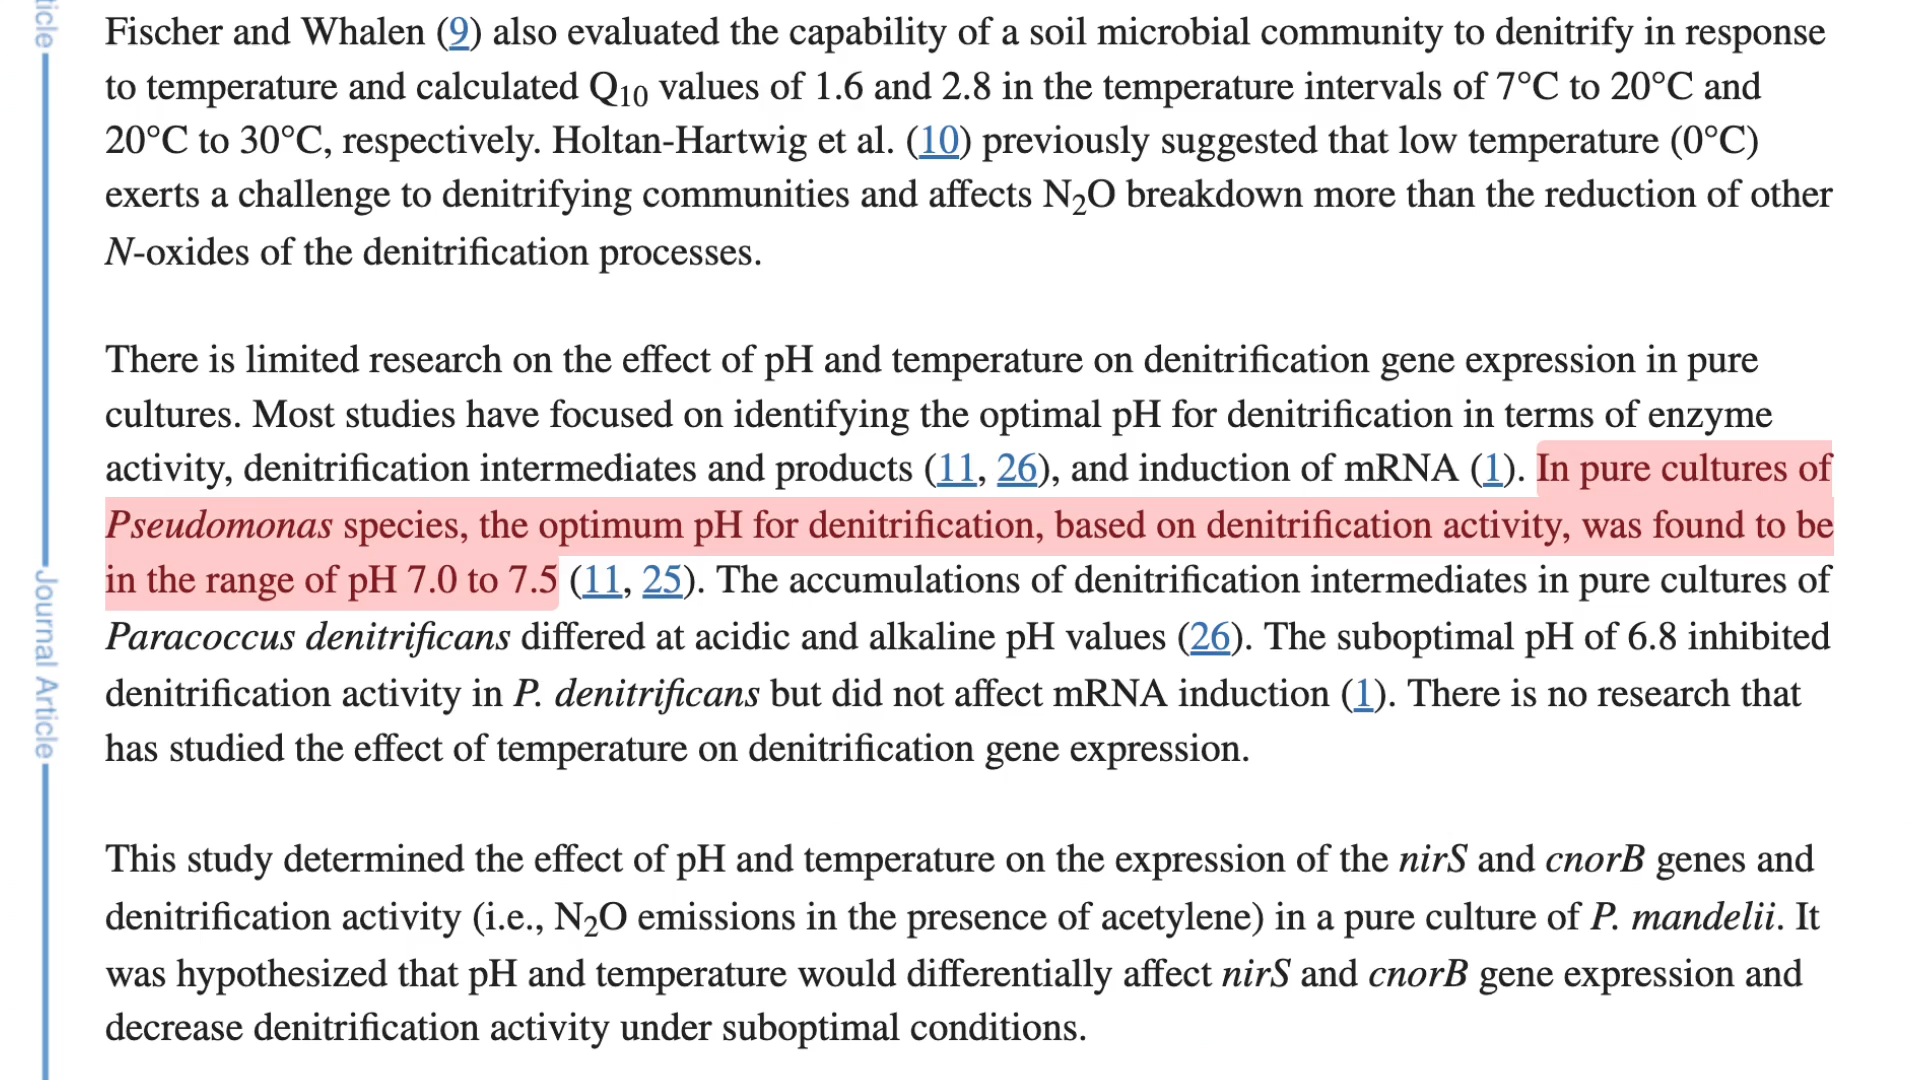 ticle
Fischer and Whalen (9) also evaluated the capability of a soil microbial community to denitrify in response
to temperature and calculated Q10 values of 1.6 and 2.8 in the temperature intervals of 7°C to 20°C and
20°C to 30°C, respectively. Holtan-Hartwig et al. (10) previously suggested that low temperature (0°C)
exerts a challenge to denitrifying communities and affects N2O breakdown more than the reduction of other
N-oxides of the denitrification processes.
There is limited research on the effect of pH and temperature on denitrification gene expression in pure
cultures. Most studies have focused on identifying the optimal pH for denitrification in terms of enzyme
activity, denitrification intermediates and products (11, 26), and induction of mRNA (1). In pure cultures of
Pseudomonas species, the optimum pH for denitrification, based on denitrification activity, was found to be
in the range of pH 7.0 to 7.5 (11, 25). The accumulations of denitrification intermediates in pure cultures of
Paracoccus denitrificans differed at acidic and alkaline pH values (26). The suboptimal pH of 6.8 inhibited
denitrification activity in P. denitrificans but did not affect mRNA induction (1). There is no research that
has studied the effect of temperature on denitrification gene expression.
This study determined the effect of pH and temperature on the expression of the nirS and cnorB genes and
denitrification activity (i.e., N2O emissions in the presence of acetylene) in a pure culture of P. mandelii. It
was hypothesized that pH and temperature would differentially affect nirS and cnorB gene expression and
decrease denitrification activity under suboptimal conditions.
Journal Article